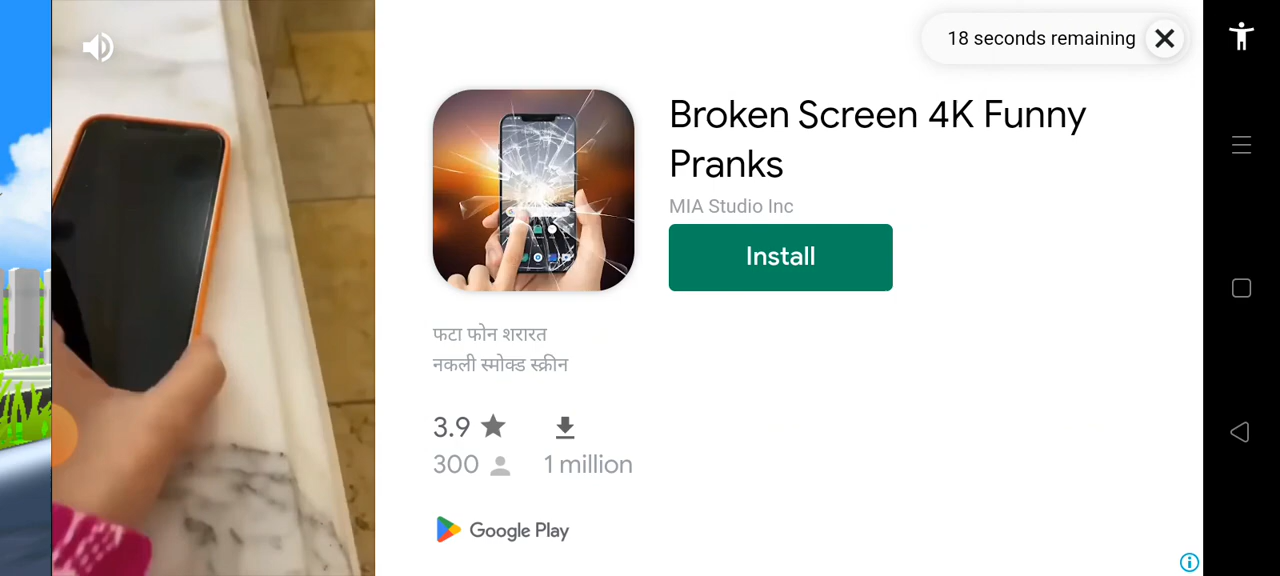 18 seconds remaining
Broken Screen 4K Funny
Pranks
MIA Studio Inc
Install
फटा फोन शरारत
नकली स्मोक्ड स्क्रीन
3.9
300 1 million
Google Play